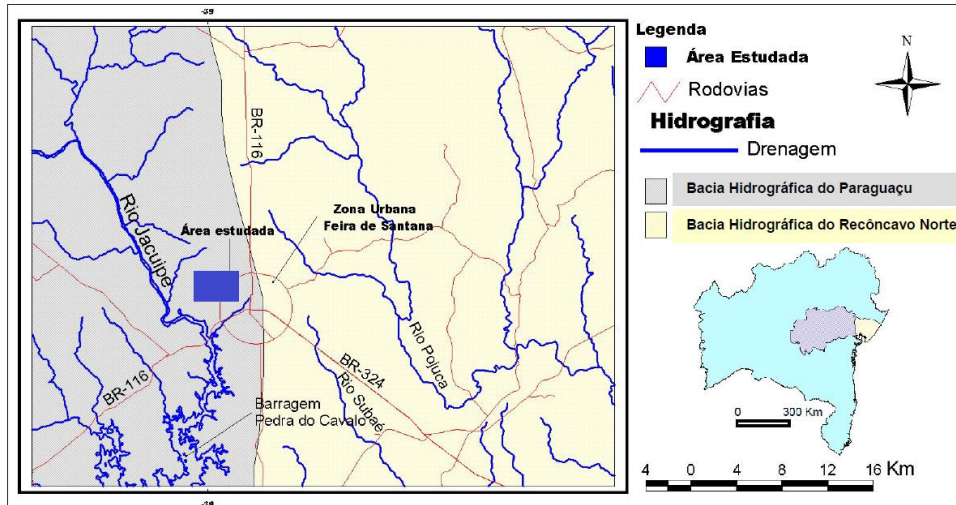 -39
BR-116
Rio Jacuipe
Área estudada
Zona Urbana
Feira de Santana
Rio Pojuca
BR-324
Rio Subaé
BR-116
Barragem
Pedra do Cavalo
Legenda
Área Estudada
Rodovias
Hidrografia
Drenagem
Bacia Hidrográfica do Paraguaçu
Bacia Hidrográfica do Recôncavo Norte
N
0 300 Km
4 0 4 8 12 16 Km